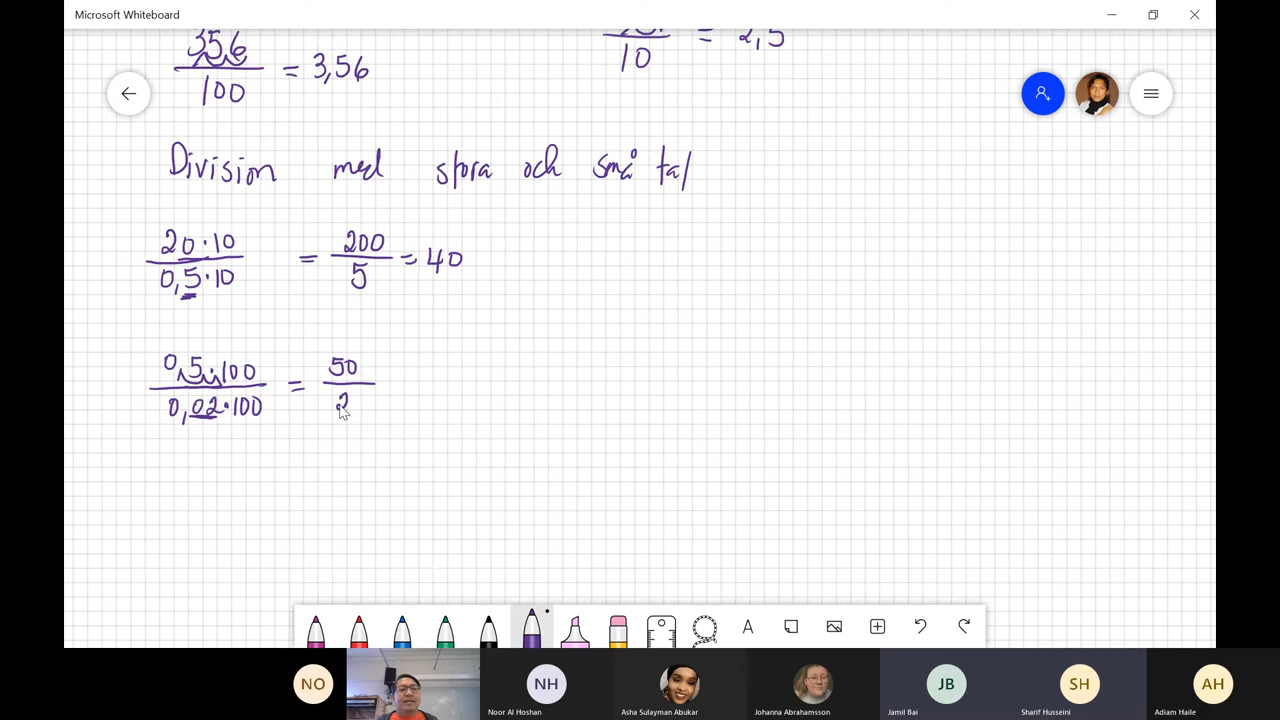 Microsoft Whiteboard
356/100 = 3,56
10 = 2,5
Division med stora och små tal
20·10/0,5·10 = 200/5 = 40
0,5·100/0,02·100 = 50/2
A
NO
NH
Noor Al Hoshan
Asha Sulayman Abukar
Johanna Abrahamsson
JB
Jamil Bai
SH
Sharif Husseini
AH
Adiam Haile